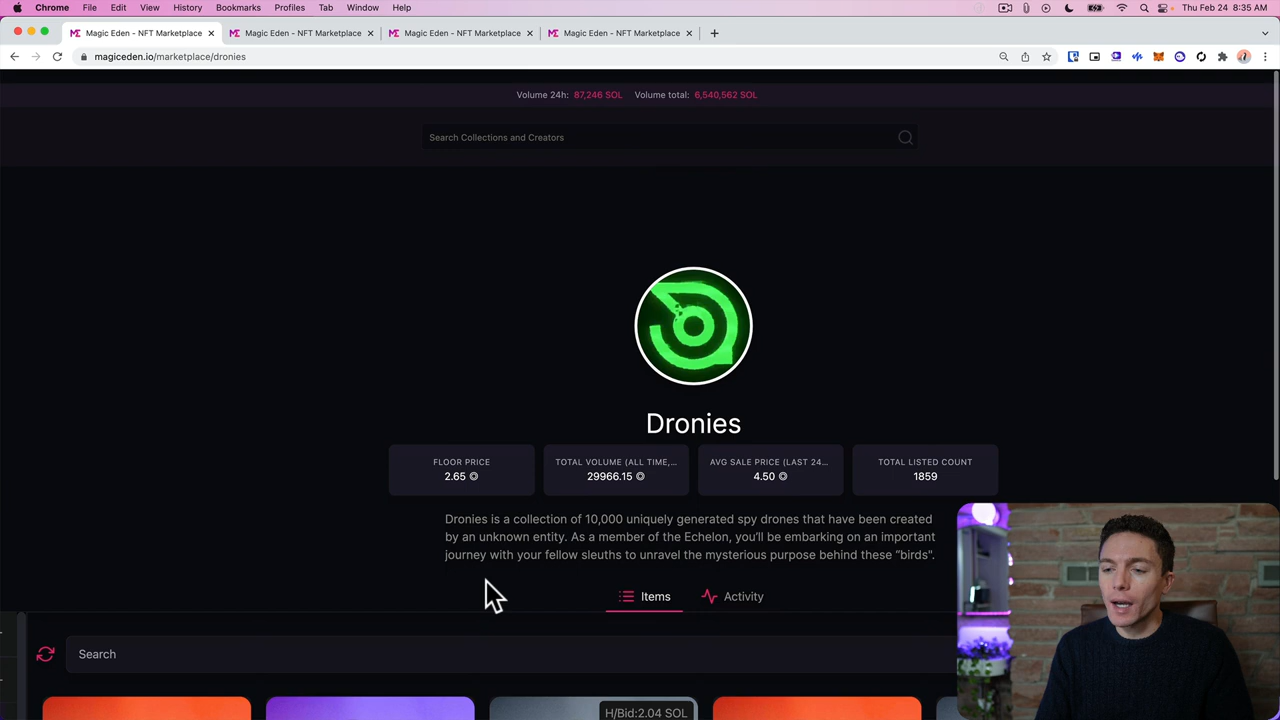 Chrome File Edit View History Bookmarks Profiles Tab Window Help Thu Feb 24 8:35 AM
Magic Eden - NFT Marketplace Magic Eden - NFT Marketplace Magic Eden - NFT Marketplace Magic Eden - NFT Marketplace
magiceden.io/marketplace/dronies
Volume 24h: 87,246 SOL Volume total: 6,540,562 SOL
Search Collections and Creators
Dronies
FLOOR PRICE TOTAL VOLUME (ALL TIME,... AVG SALE PRICE (LAST 24... TOTAL LISTED COUNT
2.65 29966.15 4.50 1859
Dronies is a collection of 10,000 uniquely generated spy drones that have been created
by an unknown entity. As a member of the Echelon, you'll be embarking on an important
journey with your fellow sleuths to unravel the mysterious purpose behind these "birds".
Items Activity
Search
H/Bid:2.04 SOL